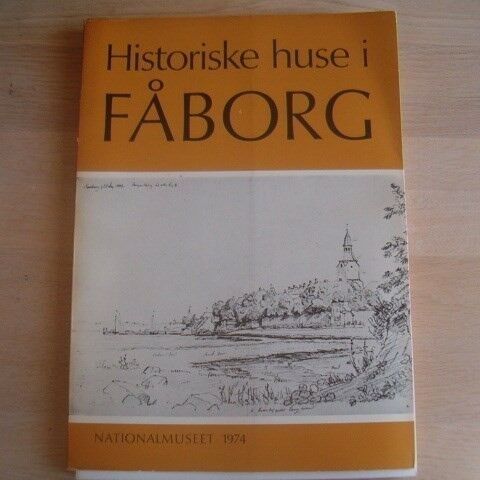 Historiske huse i
FÅBORG
NATIONALMUSEET 1974